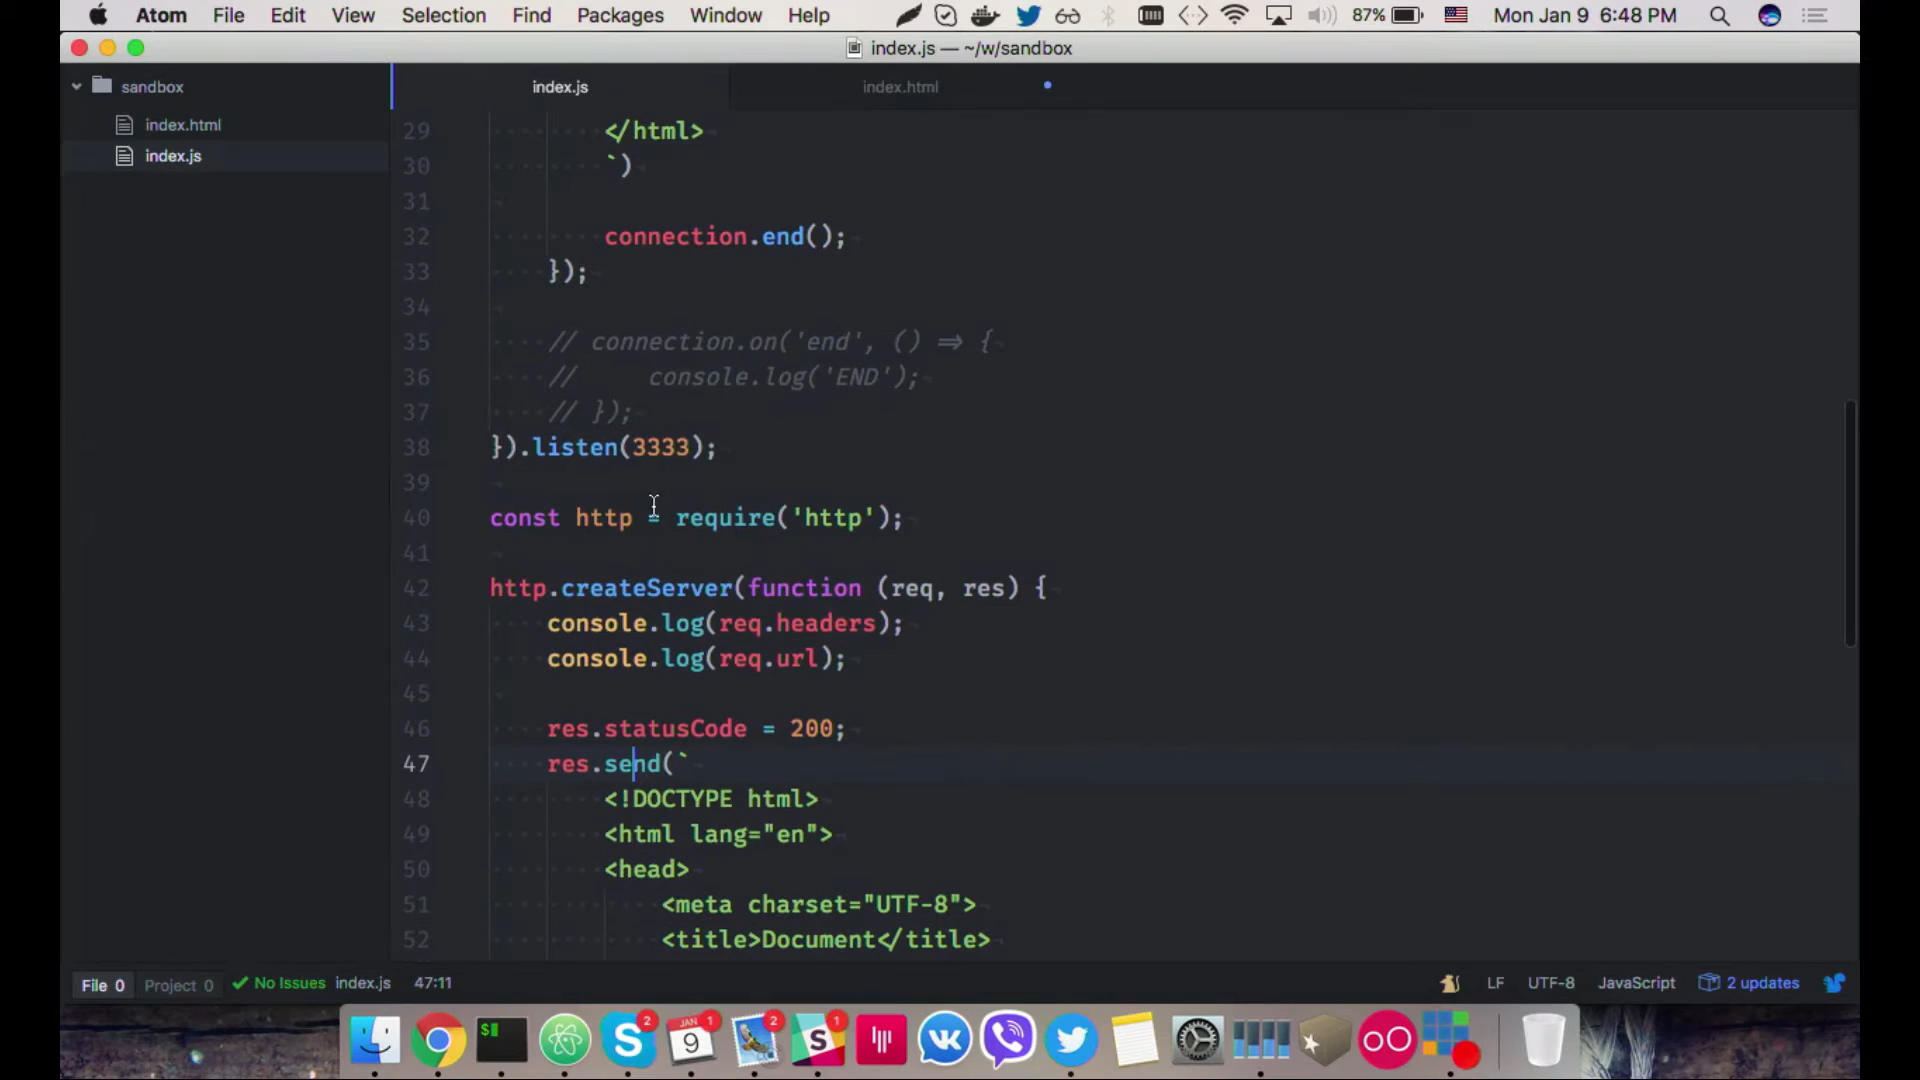 Atom File Edit View Selection Find Packages Window Help 87% Mon Jan 9 6:48 PM
index.js — ~/w/sandbox
sandbox
index.html
index.js
index.js index.html
29 </html>
30 `)
31
32 connection.end();
33 });
34
35 // connection.on('end', () => {
36 // console.log('END');
37 // });
38 }).listen(3333);
39
40 const http = require('http');
41
42 http.createServer(function (req, res) {
43 console.log(req.headers);
44 console.log(req.url);
45
46 res.statusCode = 200;
47 res.send(`
48 <!DOCTYPE html>
49 <html lang="en">
50 <head>
51 <meta charset="UTF-8">
52 <title>Document</title>
File 0 Project 0 No Issues index.js 47:11 LF UTF-8 JavaScript 2 updates
$ S 2 JAN 9 1 2 S 1